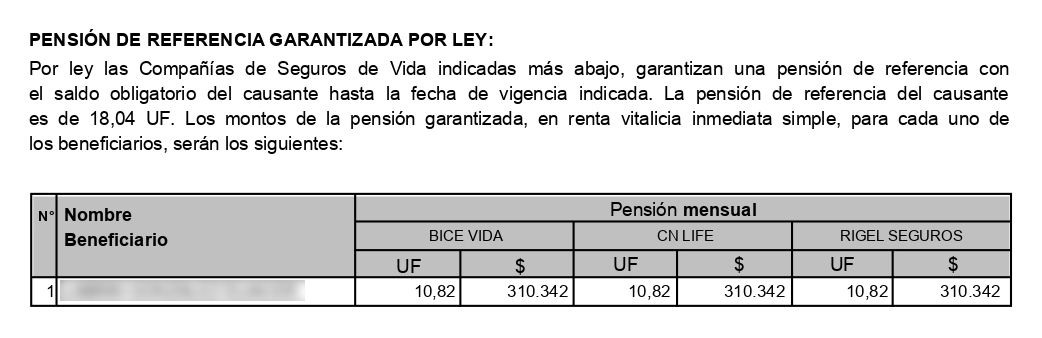 PENSIÓN DE REFERENCIA GARANTIZADA POR LEY:
Por ley las Compañías de Seguros de Vida indicadas más abajo, garantizan una pensión de referencia con
el saldo obligatorio del causante hasta la fecha de vigencia indicada. La pensión de referencia del causante
es de 18,04 UF. Los montos de la pensión garantizada, en renta vitalicia inmediata simple, para cada uno de
los beneficiarios, serán los siguientes:
N° Nombre Beneficiario Pensión mensual
BICE VIDA CN LIFE RIGEL SEGUROS
UF $ UF $ UF $
1 10,82 310.342 10,82 310.342 10,82 310.342